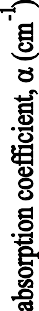 absorption coefficient, α (cm⁻¹)